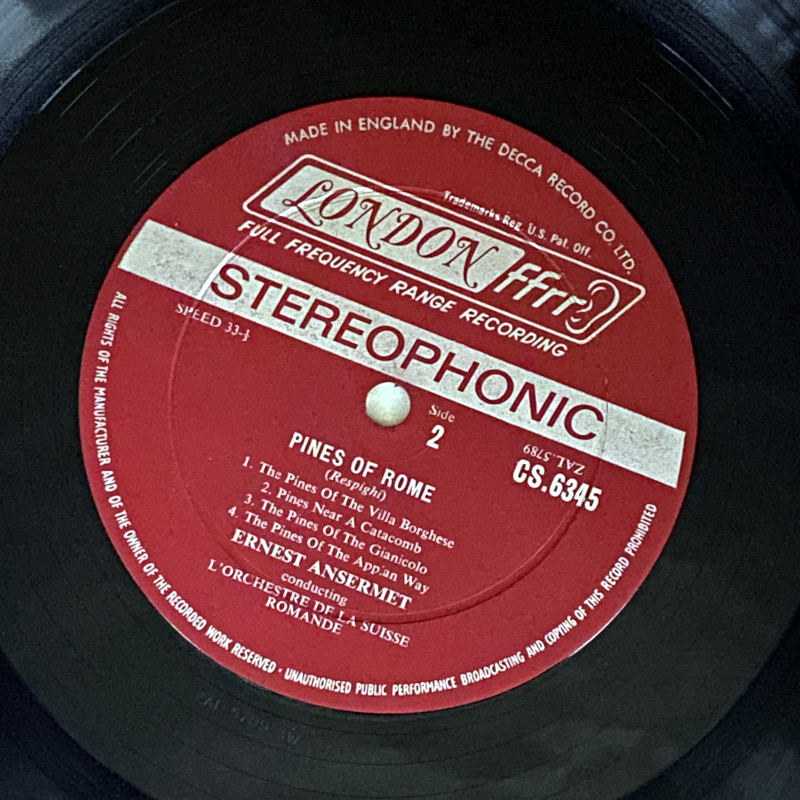 MADE IN ENGLAND BY THE DECCA RECORD CO. LTD.
Trademarks Reg. U.S. Pat. Off.
LONDON ffrr
FULL FREQUENCY RANGE RECORDING
STEREOPHONIC
SPEED 33⅓
Side
2
ZAL.5789
CS.6345
PINES OF ROME
(Respighi)
1. The Pines Of The Villa Borghese
2. Pines Near A Catacomb
3. The Pines Of The Gianicolo
4. The Pines Of The Appian Way
ERNEST ANSERMET
conducting
L'ORCHESTRE DE LA SUISSE
ROMANDE
ALL RIGHTS OF THE MANUFACTURER AND OF THE OWNER OF THE RECORDED WORK RESERVED · UNAUTHORISED PUBLIC PERFORMANCE BROADCASTING AND COPYING OF THIS RECORD PROHIBITED